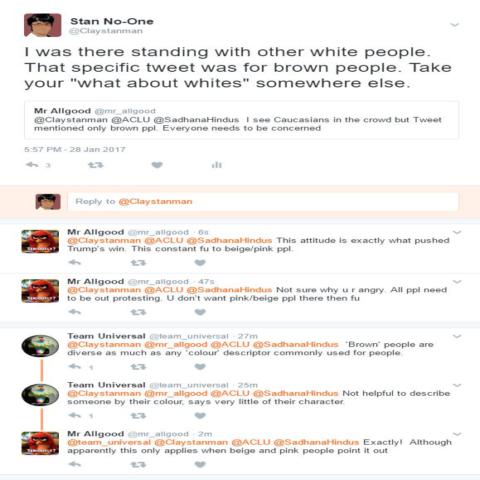 Stan No-One
@Claystanman
I was there standing with other white people.
That specific tweet was for brown people. Take
your "what about whites" somewhere else.
Mr Allgood @mr_allgood
@Claystanman @ACLU @SadhanaHindus I see Caucasians in the crowd but Tweet
mentioned only brown ppl. Everyone needs to be concerned
5:57 PM - 28 Jan 2017
3
Reply to @Claystanman
Mr Allgood @mr_allgood · 6s
@Claystanman @ACLU @SadhanaHindus This attitude is exactly what pushed
Trump's win. This constant fu to beige/pink ppl.
Mr Allgood @mr_allgood · 47s
@Claystanman @ACLU @SadhanaHindus Not sure why u r angry. All ppl need
to be out protesting. U don't want pink/beige ppl there then fu
Team Universal @team_universal · 27m
@Claystanman @mr_allgood @ACLU @SadhanaHindus 'Brown' people are
diverse as much as any 'colour' descriptor commonly used for people.
1
Team Universal @team_universal · 25m
@Claystanman @mr_allgood @ACLU @SadhanaHindus Not helpful to describe
someone by their colour, says very little of their character.
1
Mr Allgood @mr_allgood · 2m
@team_universal @Claystanman @ACLU @SadhanaHindus Exactly! Although
apparently this only applies when beige and pink people point it out